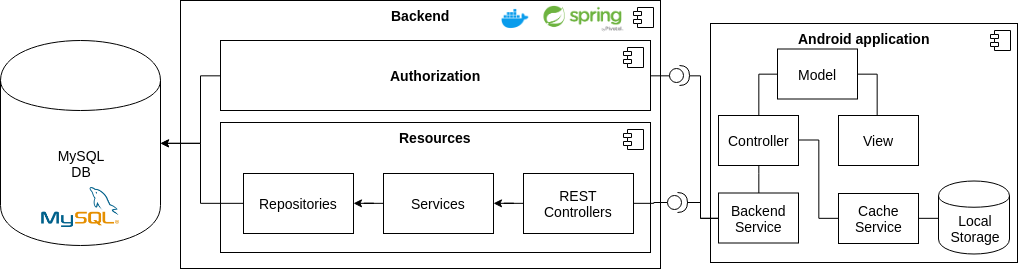 Backend
spring
by Pivotal.
Android application
Authorization
Model
MySQL
DB
MySQL®
Resources
Controller
View
Repositories
Services
REST
Controllers
Backend
Service
Cache
Service
Local
Storage